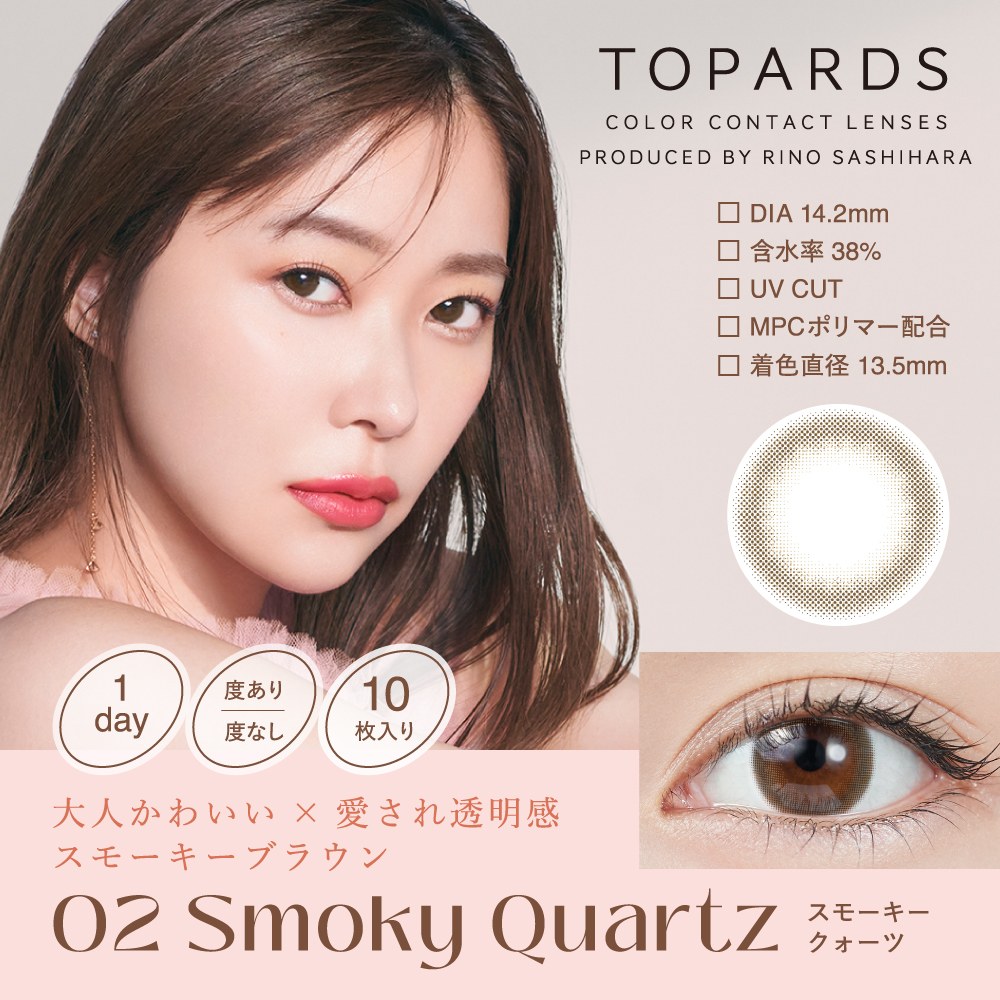 TOPARDS
COLOR CONTACT LENSES
PRODUCED BY RINO SASHIHARA
□ DIA 14.2mm
□ 含水率 38%
□ UV CUT
□ MPCポリマー配合
□ 着色直径 13.5mm
1
day
度あり
度なし
10
枚入り
大人かわいい × 愛され透明感
スモーキーブラウン
02 Smoky Quartz
スモーキー
クォーツ